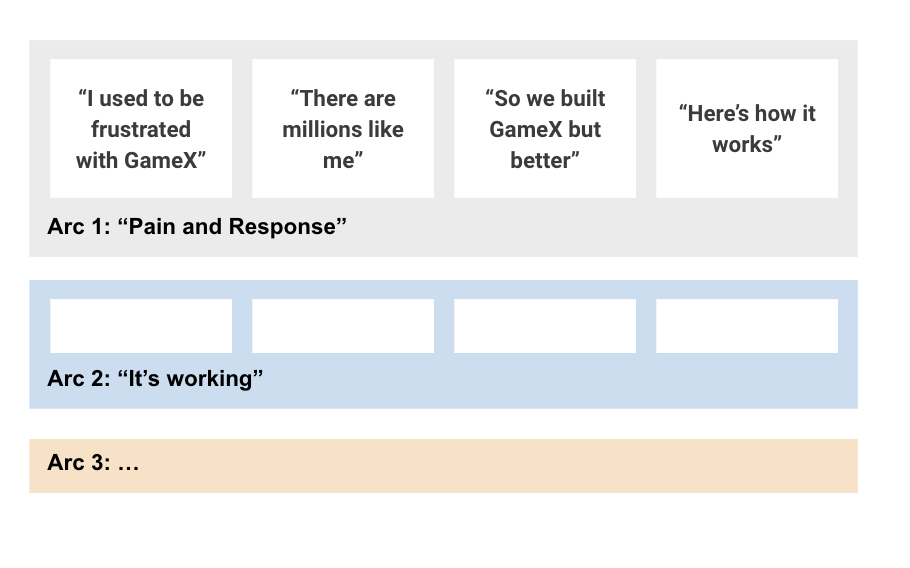 “I used to be
frustrated
with GameX”
“There are
millions like
me”
“So we built
GameX but
better”
“Here’s how it
works”
Arc 1: “Pain and Response”
Arc 2: “It’s working”
Arc 3: …